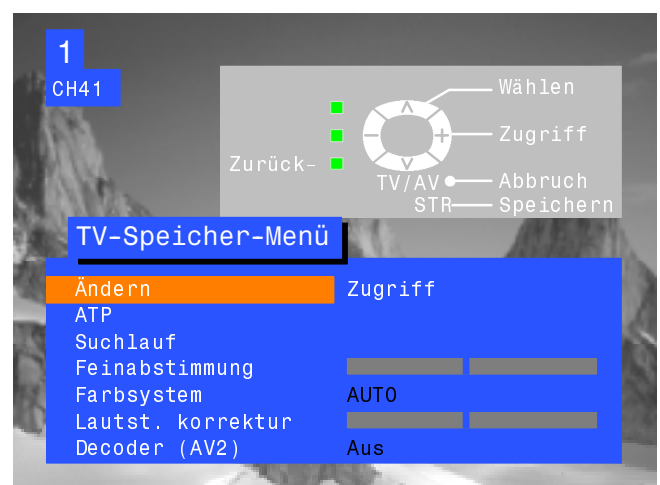 1
CH41
Wählen
Zugriff
Zurück-
TV/AV Abbruch
STR Speichern
TV-Speicher-Menü
Ändern Zugriff
ATP
Suchlauf
Feinabstimmung
Farbsystem AUTO
Lautst. korrektur
Decoder (AV2) Aus